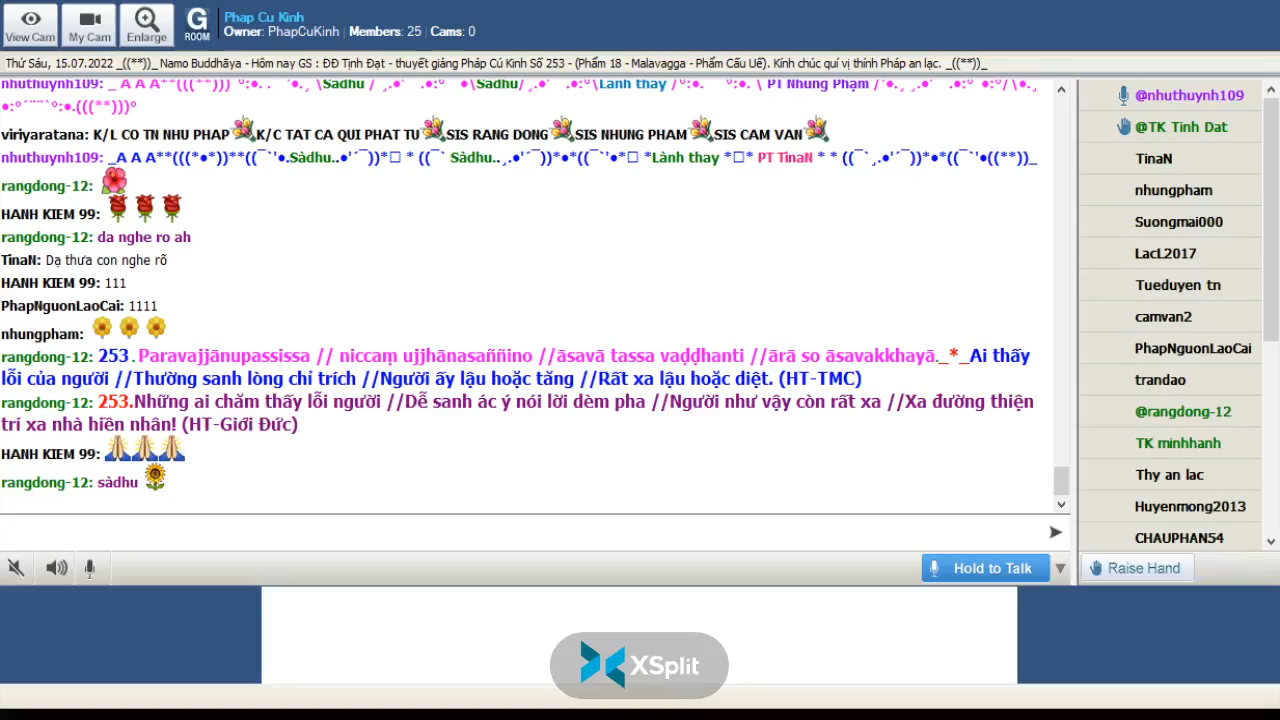 View Cam
My Cam
Enlarge
G
ROOM
Phap Cu Kinh
Owner: PhapCuKinh | Members: 25 | Cams: 0
Thứ Sáu, 15.07.2022 _((**))_ Namo Buddhāya - Hôm nay GS : ĐĐ Tịnh Đạt - thuyết giảng Pháp Cú Kinh Số 253 - (Phẩm 18 - Malavagga - Phẩm Cấu Uế). Kính chúc quí vị thính Pháp an lạc. _((**))_
nhuthuynh109: _ A A A**(((**))) °:•. . '•. ¸ \Sādhu / ¸.•' .•:° •\Sādhu/¸.•' .•:°\Lành thay /°:•. °:•. \ PT Nhung Phạm /'•.¸ ¸.•' .•:° •:°/\•.¸
•:°´¨¨`°:•.(((**)))°
viriyaratana: K/L CO TN NHU PHAP K/C TAT CA QUI PHAT TU SIS RANG DONG SIS NHUNG PHAM SIS CAM VAN
nhuthuynh109: _A A A**(((*•*))**((¯`'•.Sàdhu..•'´¯))*□ * ((¯` Sàdhu..¸.•'´¯))*•*((¯`'•*□ *Lành thay *□* PT TinaN * * ((¯`¸.•'´¯))*•*((¯`'•((**))_
rangdong-12:
HANH KIEM 99:
rangdong-12: da nghe ro ah
TinaN: Dạ thưa con nghe rõ
HANH KIEM 99: 111
PhapNguonLaoCai: 1111
nhungpham:
rangdong-12: 253. Paravajjānupassissa // niccaṃ ujjhānasaññino //āsavā tassa vaḍḍhanti //ārā so āsavakkhayā._*_Ai thấy
lỗi của người //Thường sanh lòng chỉ trích //Người ấy lậu hoặc tăng //Rất xa lậu hoặc diệt. (HT-TMC)
rangdong-12: 253.Những ai chăm thấy lỗi người //Dễ sanh ác ý nói lời dèm pha //Người như vậy còn rất xa //Xa đường thiện
trí xa nhà hiền nhân! (HT-Giới Đức)
HANH KIEM 99:
rangdong-12: sàdhu
@nhuthuynh109
@TK Tinh Dat
TinaN
nhungpham
Suongmai000
LacL2017
Tueduyen tn
camvan2
PhapNguonLaoCai
trandao
@rangdong-12
TK minhhanh
Thy an lac
Huyenmong2013
CHAUPHAN54
Hold to Talk
Raise Hand
XSplit